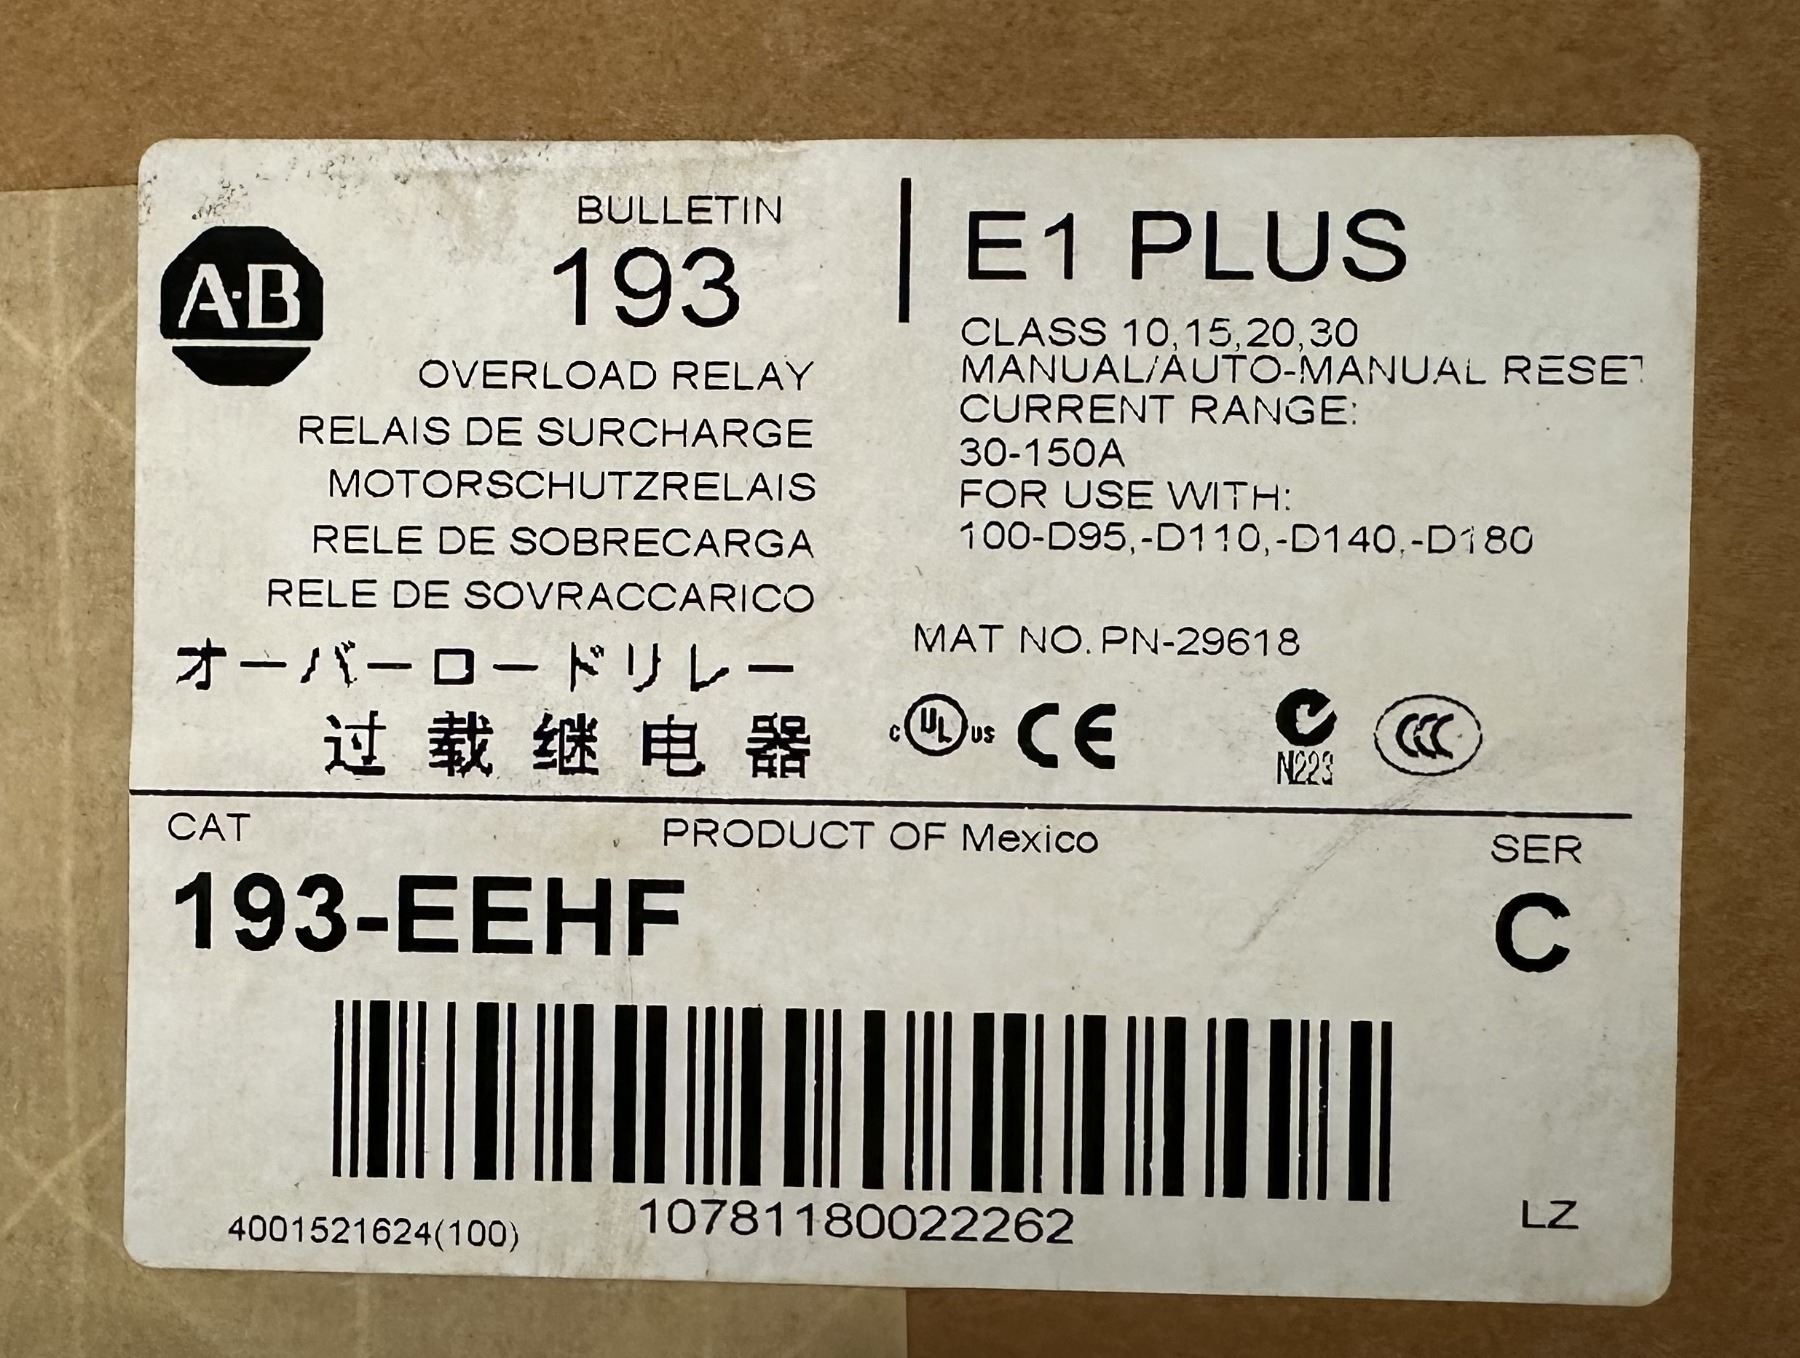 A·B
BULLETIN
193
OVERLOAD RELAY
RELAIS DE SURCHARGE
MOTORSCHUTZRELAIS
RELE DE SOBRECARGA
RELE DE SOVRACCARICO
オーバーロードリレー
过载继电器
E1 PLUS
CLASS 10,15,20,30
MANUAL/AUTO-MANUAL RESET
CURRENT RANGE:
30-150A
FOR USE WITH:
100-D95,-D110,-D140,-D180
MAT NO. PN-29618
c UL US CE N223 CCC
CAT
PRODUCT OF Mexico
SER
193-EEHF
C
10781180022262
4001521624(100)
LZ